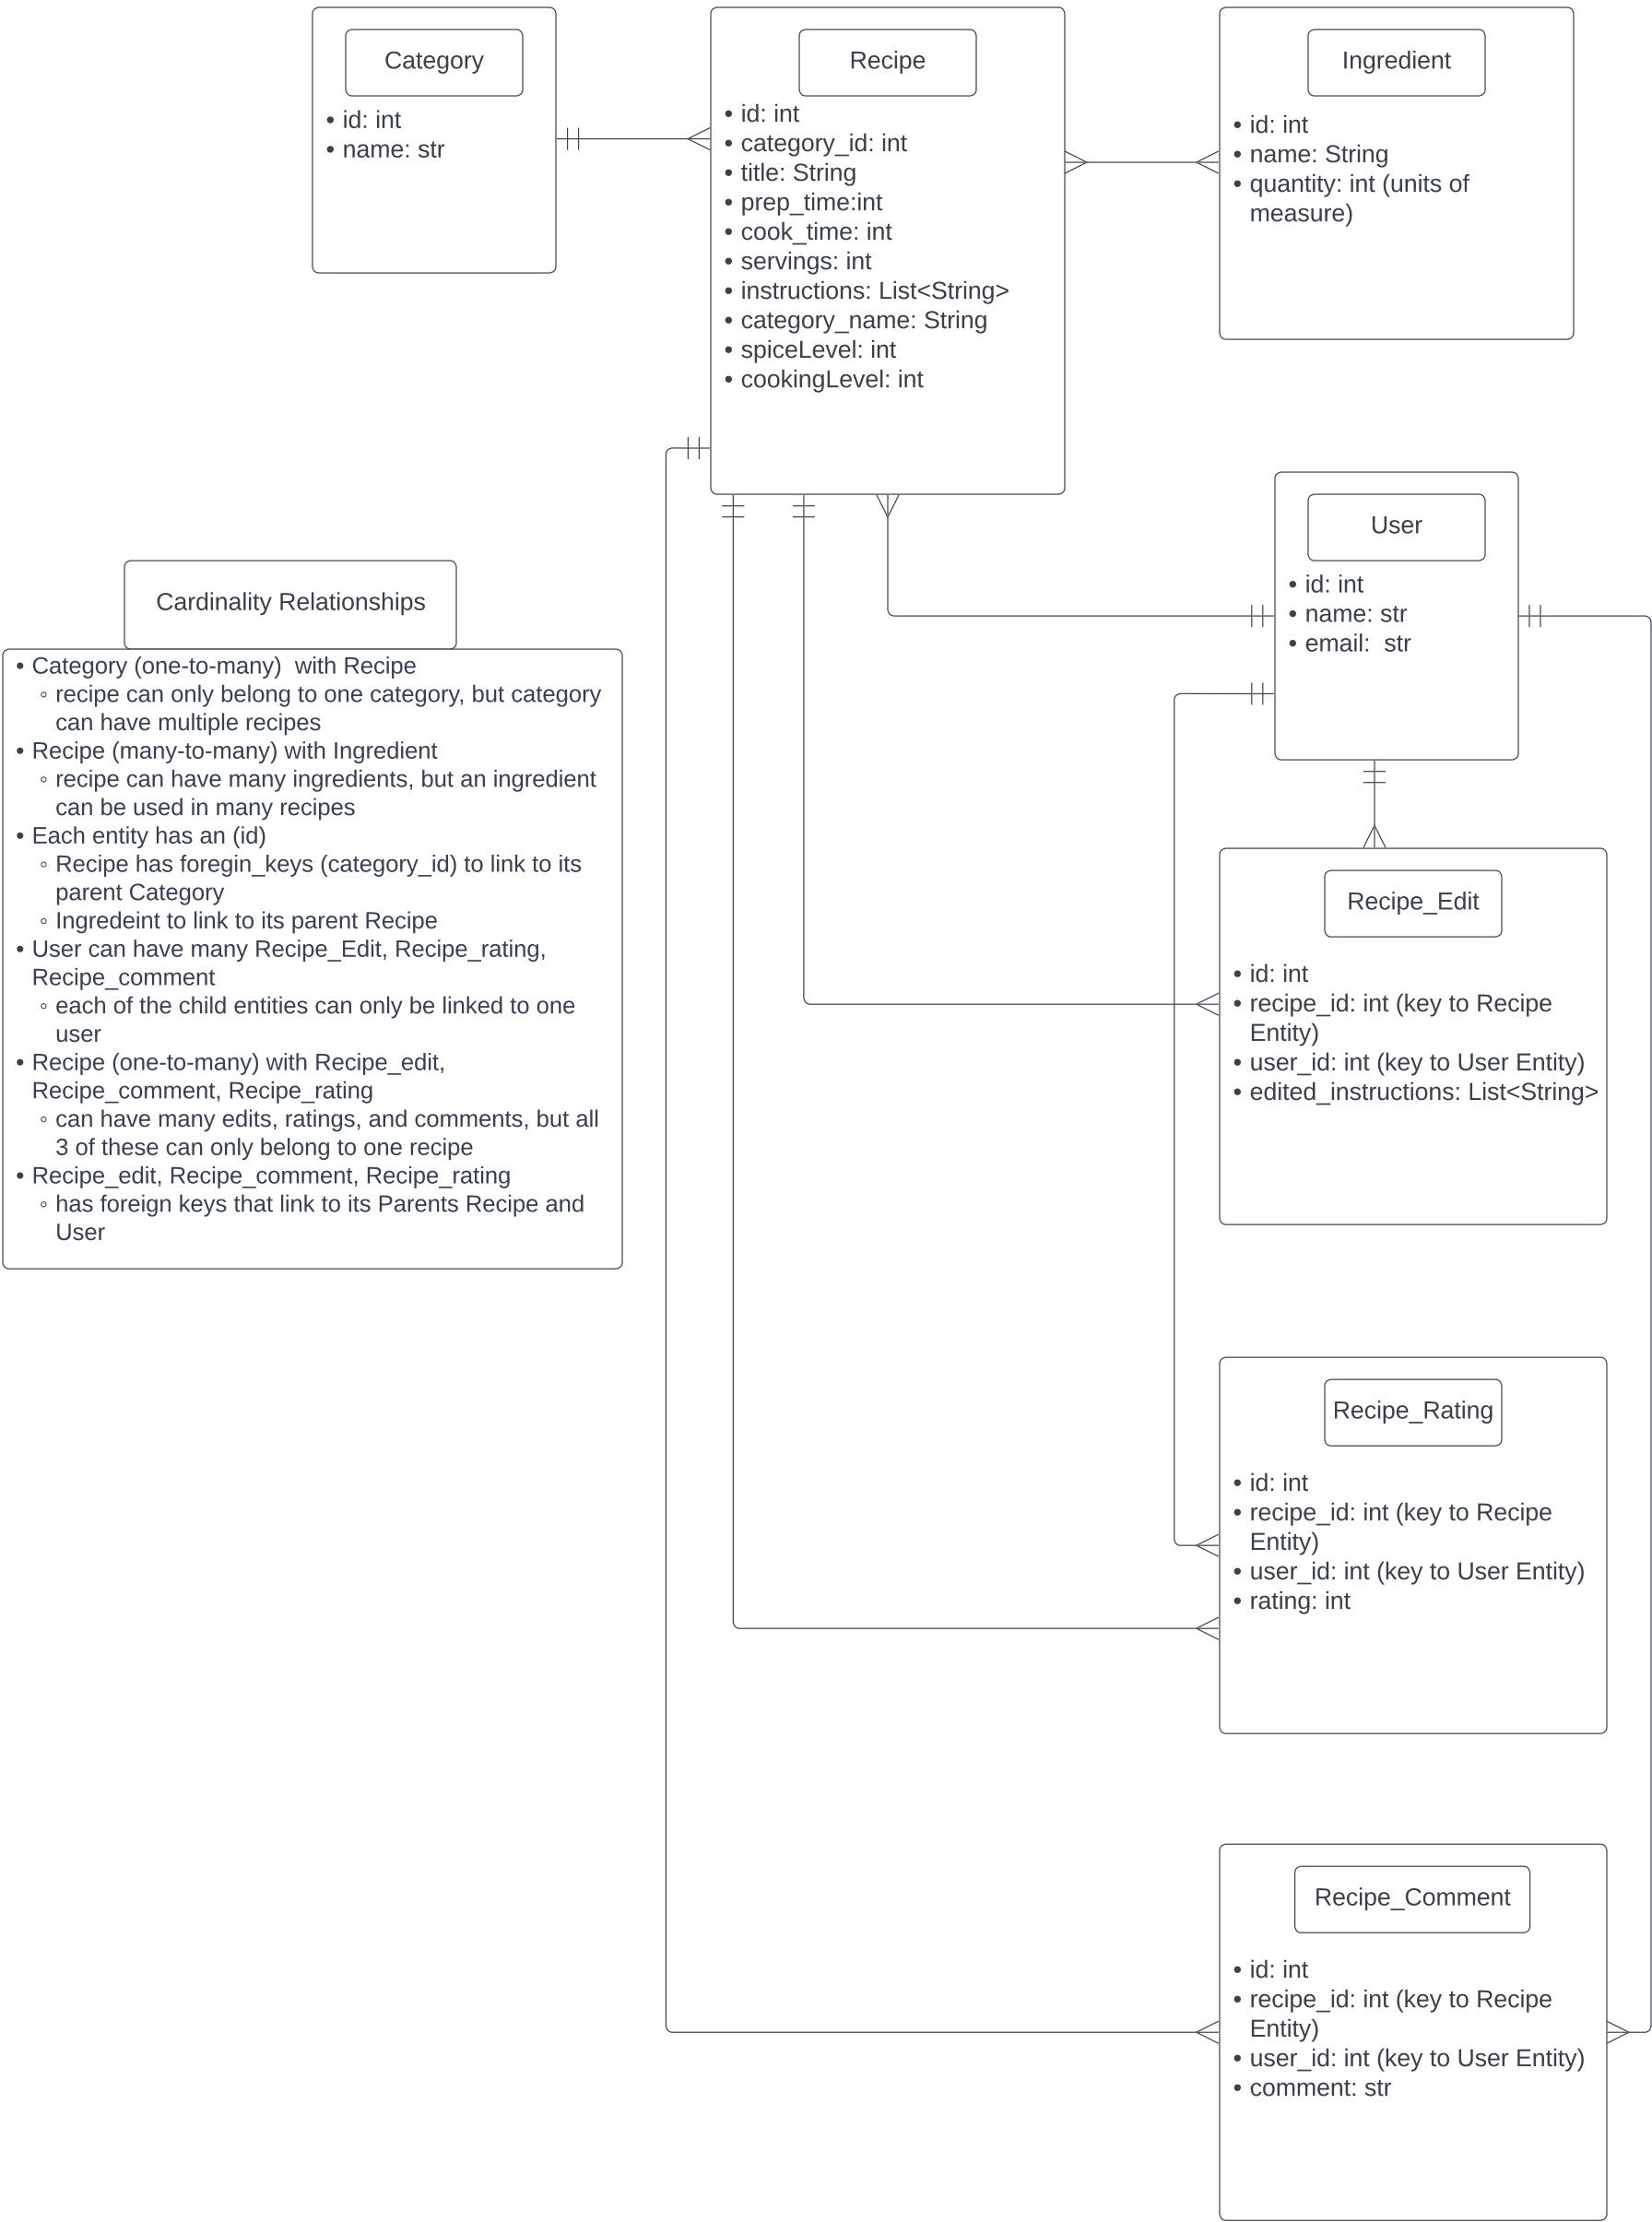 Category
• id: int
• name: str
Recipe
• id: int
• category_id: int
• title: String
• prep_time:int
• cook_time: int
• servings: int
• instructions: List<String>
• category_name: String
• spiceLevel: int
• cookingLevel: int
Ingredient
• id: int
• name: String
• quantity: int (units of
measure)
User
• id: int
• name: str
• email:  str
Cardinality Relationships
• Category (one-to-many)  with Recipe
◦ recipe can only belong to one category, but category
can have multiple recipes
• Recipe (many-to-many) with Ingredient
◦ recipe can have many ingredients, but an ingredient
can be used in many recipes
• Each entity has an (id)
◦ Recipe has foregin_keys (category_id) to link to its
parent Category
◦ Ingredeint to link to its parent Recipe
• User can have many Recipe_Edit, Recipe_rating,
Recipe_comment
◦ each of the child entities can only be linked to one
user
• Recipe (one-to-many) with Recipe_edit,
Recipe_comment, Recipe_rating
◦ can have many edits, ratings, and comments, but all
3 of these can only belong to one recipe
• Recipe_edit, Recipe_comment, Recipe_rating
◦ has foreign keys that link to its Parents Recipe and
User
Recipe_Edit
• id: int
• recipe_id: int (key to Recipe
Entity)
• user_id: int (key to User Entity)
• edited_instructions: List<String>
Recipe_Rating
• id: int
• recipe_id: int (key to Recipe
Entity)
• user_id: int (key to User Entity)
• rating: int
Recipe_Comment
• id: int
• recipe_id: int (key to Recipe
Entity)
• user_id: int (key to User Entity)
• comment: str